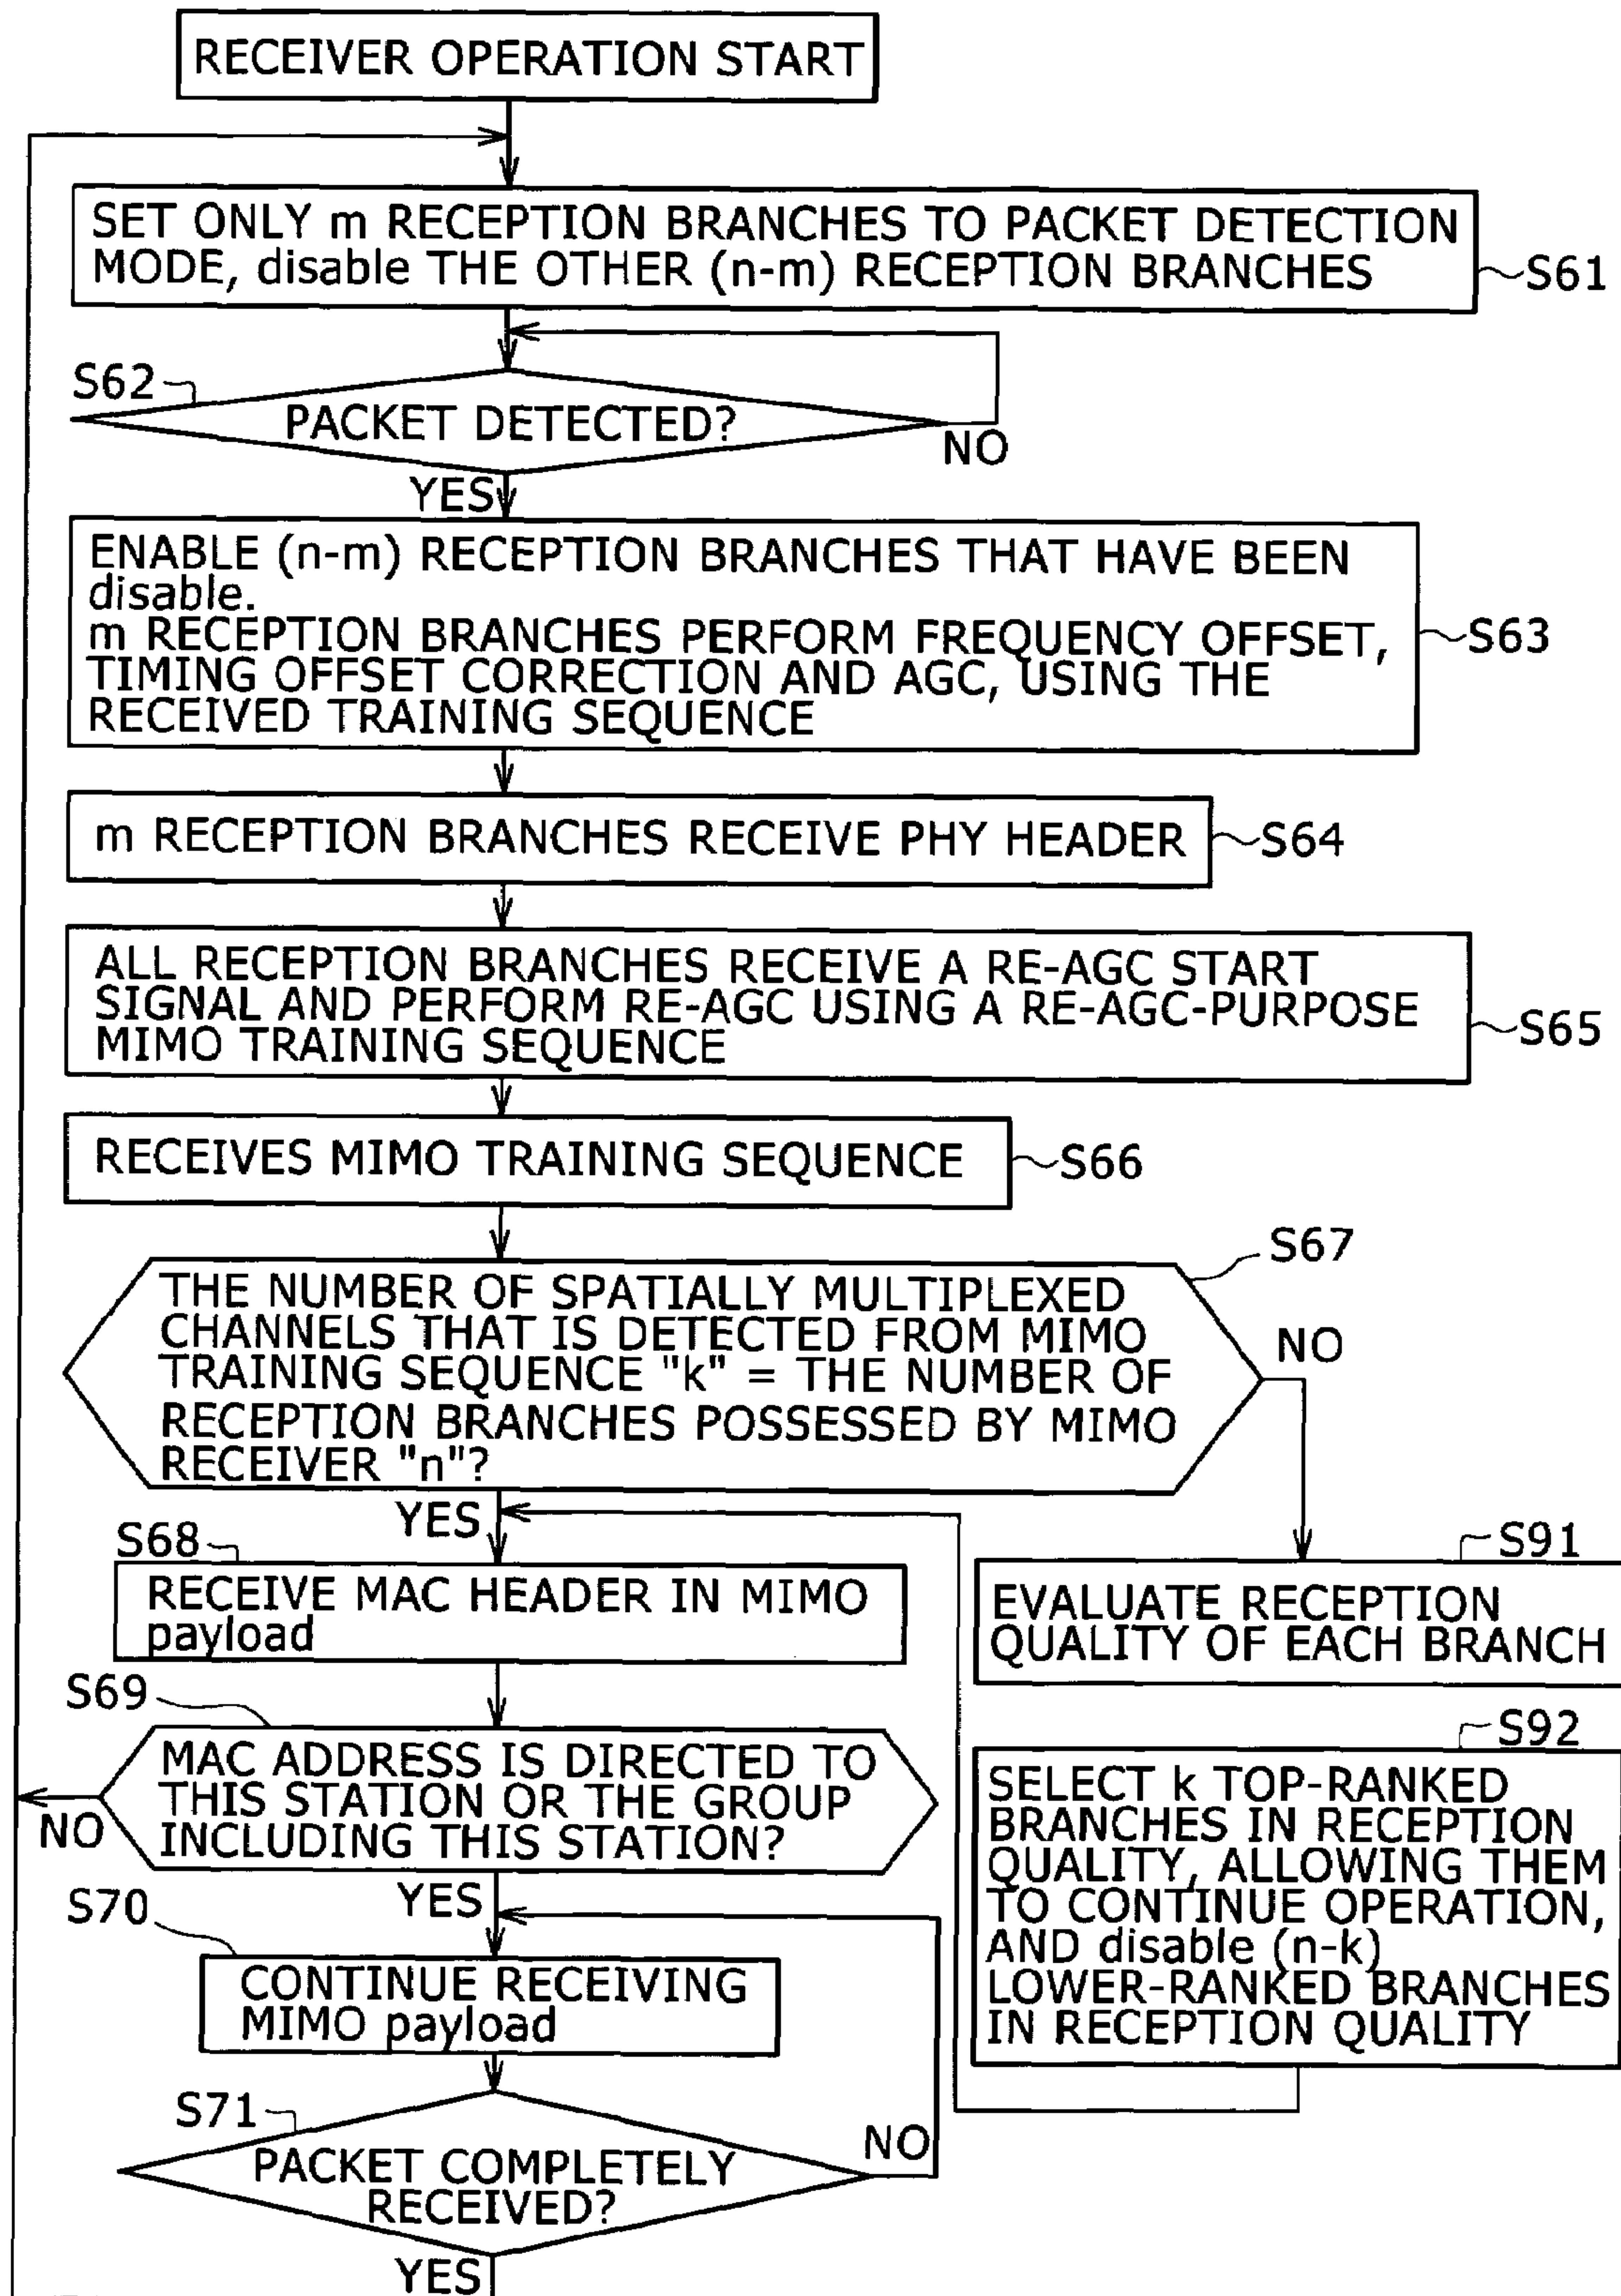 RECEIVER OPERATION START
SET ONLY m RECEPTION BRANCHES TO PACKET DETECTION
MODE, disable THE OTHER (n-m) RECEPTION BRANCHES
S61
S62
PACKET DETECTED?
NO
YES
ENABLE (n-m) RECEPTION BRANCHES THAT HAVE BEEN
disable.
m RECEPTION BRANCHES PERFORM FREQUENCY OFFSET,
TIMING OFFSET CORRECTION AND AGC, USING THE
RECEIVED TRAINING SEQUENCE
S63
m RECEPTION BRANCHES RECEIVE PHY HEADER
S64
ALL RECEPTION BRANCHES RECEIVE A RE-AGC START
SIGNAL AND PERFORM RE-AGC USING A RE-AGC-PURPOSE
MIMO TRAINING SEQUENCE
S65
RECEIVES MIMO TRAINING SEQUENCE
S66
S67
THE NUMBER OF SPATIALLY MULTIPLEXED
CHANNELS THAT IS DETECTED FROM MIMO
TRAINING SEQUENCE "k" = THE NUMBER OF
RECEPTION BRANCHES POSSESSED BY MIMO
RECEIVER "n"?
NO
YES
S68
RECEIVE MAC HEADER IN MIMO
payload
S91
EVALUATE RECEPTION
QUALITY OF EACH BRANCH
S69
MAC ADDRESS IS DIRECTED TO
THIS STATION OR THE GROUP
INCLUDING THIS STATION?
NO
YES
S92
SELECT k TOP-RANKED
BRANCHES IN RECEPTION
QUALITY, ALLOWING THEM
TO CONTINUE OPERATION,
AND disable (n-k)
LOWER-RANKED BRANCHES
IN RECEPTION QUALITY
S70
CONTINUE RECEIVING
MIMO payload
S71
PACKET COMPLETELY
RECEIVED?
NO
YES